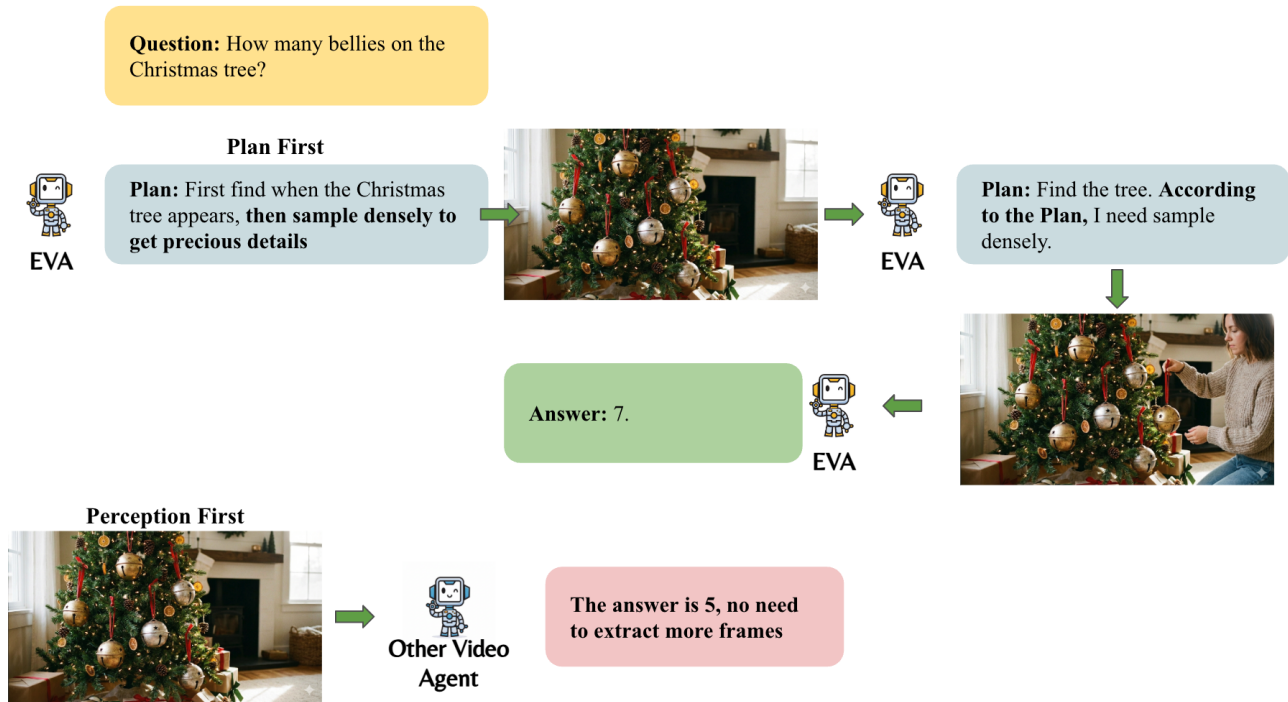 Question: How many bellies on the
Christmas tree?
Plan First
Plan: First find when the Christmas
tree appears, then sample densely to
get precious details
EVA
EVA
Plan: Find the tree. According
to the Plan, I need sample
densely.
Answer: 7.
EVA
Perception First
Other Video
Agent
The answer is 5, no need
to extract more frames